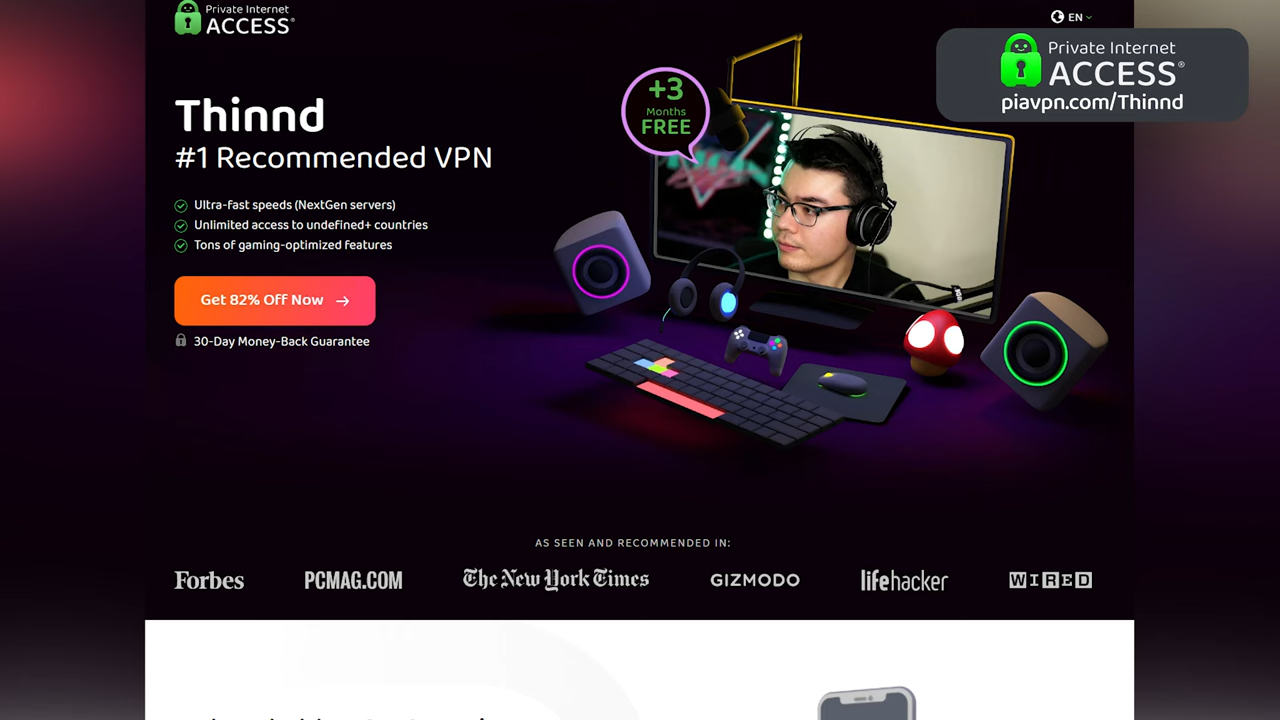 Private Internet
ACCESS®
EN
Private Internet
ACCESS®
piavpn.com/Thinnd
Thinnd
#1 Recommended VPN
+3
Months
FREE
Ultra-Fast speeds (NextGen servers)
Unlimited access to undefined+ countries
Tons of gaming-optimized features
Get 82% Off Now
30-Day Money-Back Guarantee
AS SEEN AND RECOMMENDED IN:
Forbes
PCMAG.COM
The New York Times
GIZMODO
lifehacker
WIRED